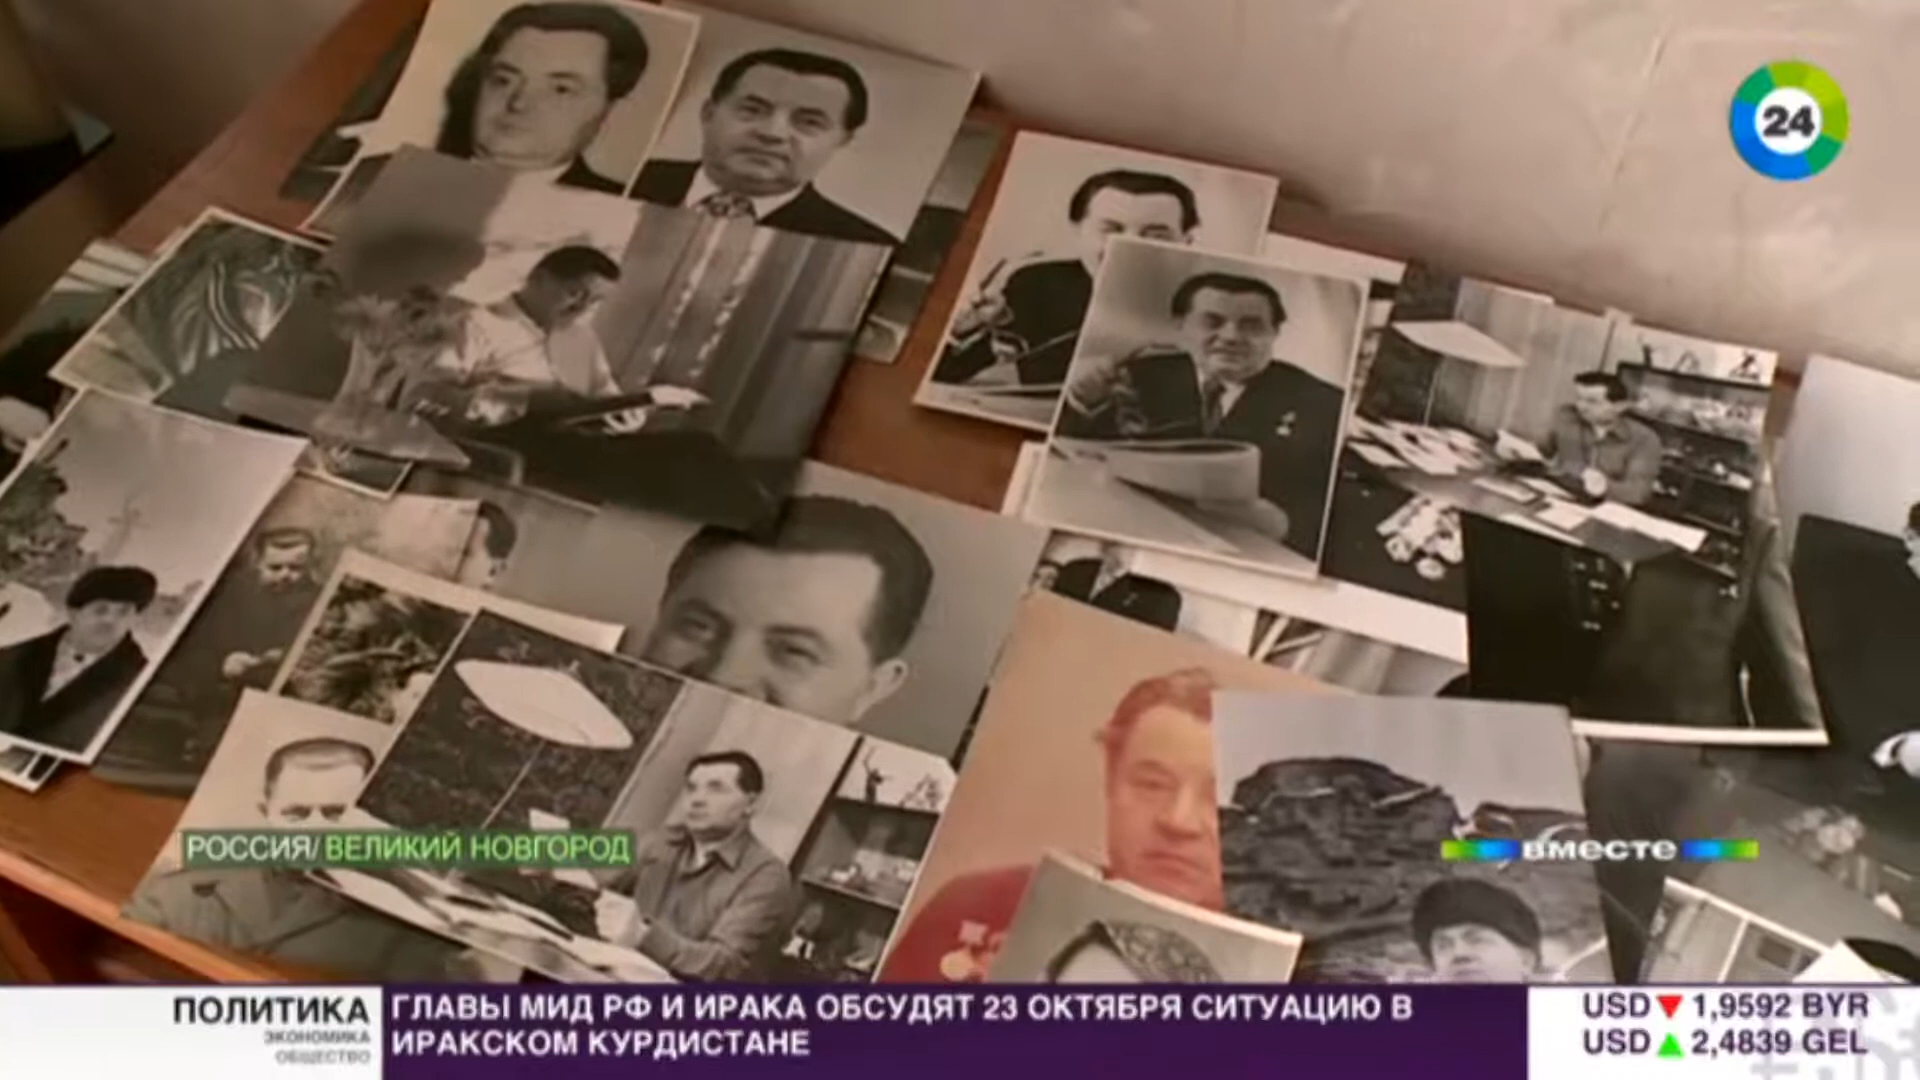 24
РОССИЯ/ВЕЛИКИЙ НОВГОРОД
вместе
ПОЛИТИКА
ЭКОНОМИКА
ОБЩЕСТВО
ГЛАВЫ МИД РФ И ИРАКА ОБСУДЯТ 23 ОКТЯБРЯ СИТУАЦИЮ В
ИРАКСКОМ КУРДИСТАНЕ
USD▼1,9592 BYR
USD▲2,4839 GEL